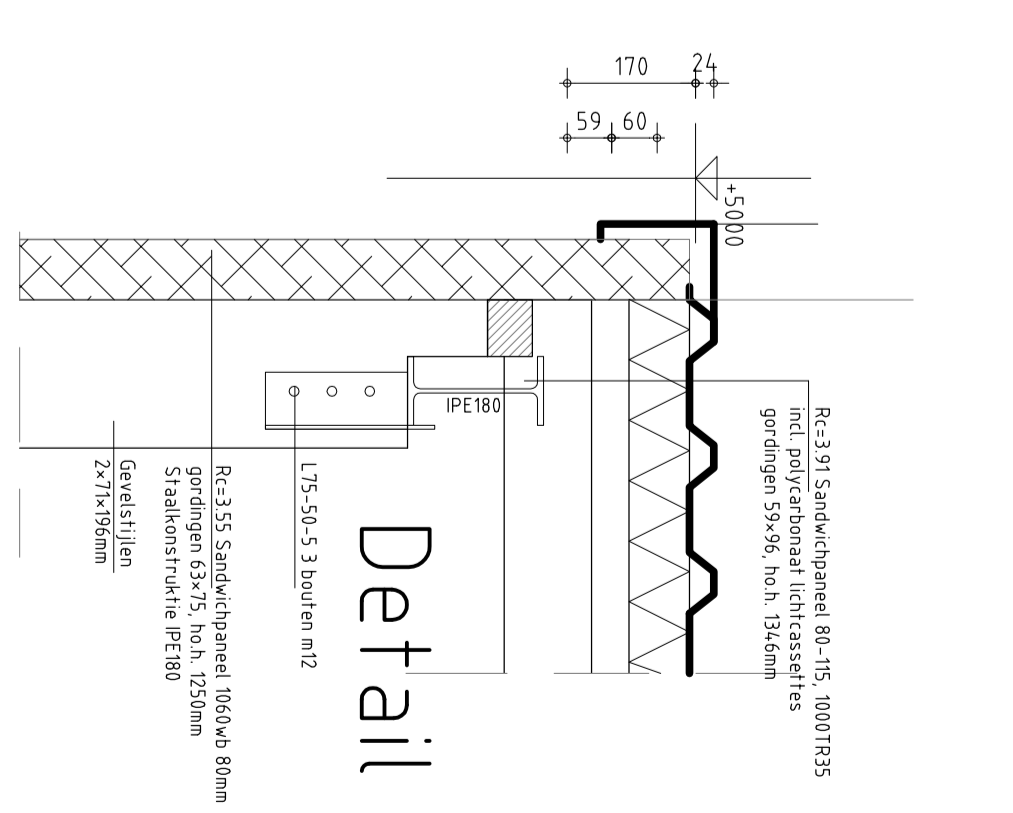 170
24
59
60
+5000
IPE180
Rc=3.91 Sandwichpaneel 80-115, 1000TR35
incl. polycarbonaat lichtcassettes
gordingen 59×96, ho.h. 1346mm
Detail
L75-50-5 3 bouten m12
Rc=3.55 Sandwichpaneel 1060wb 80mm
gordingen 63×75, ho.h. 1250mm
Staalkonstruktie IPE180
Gevelstijlen
2×71×196mm